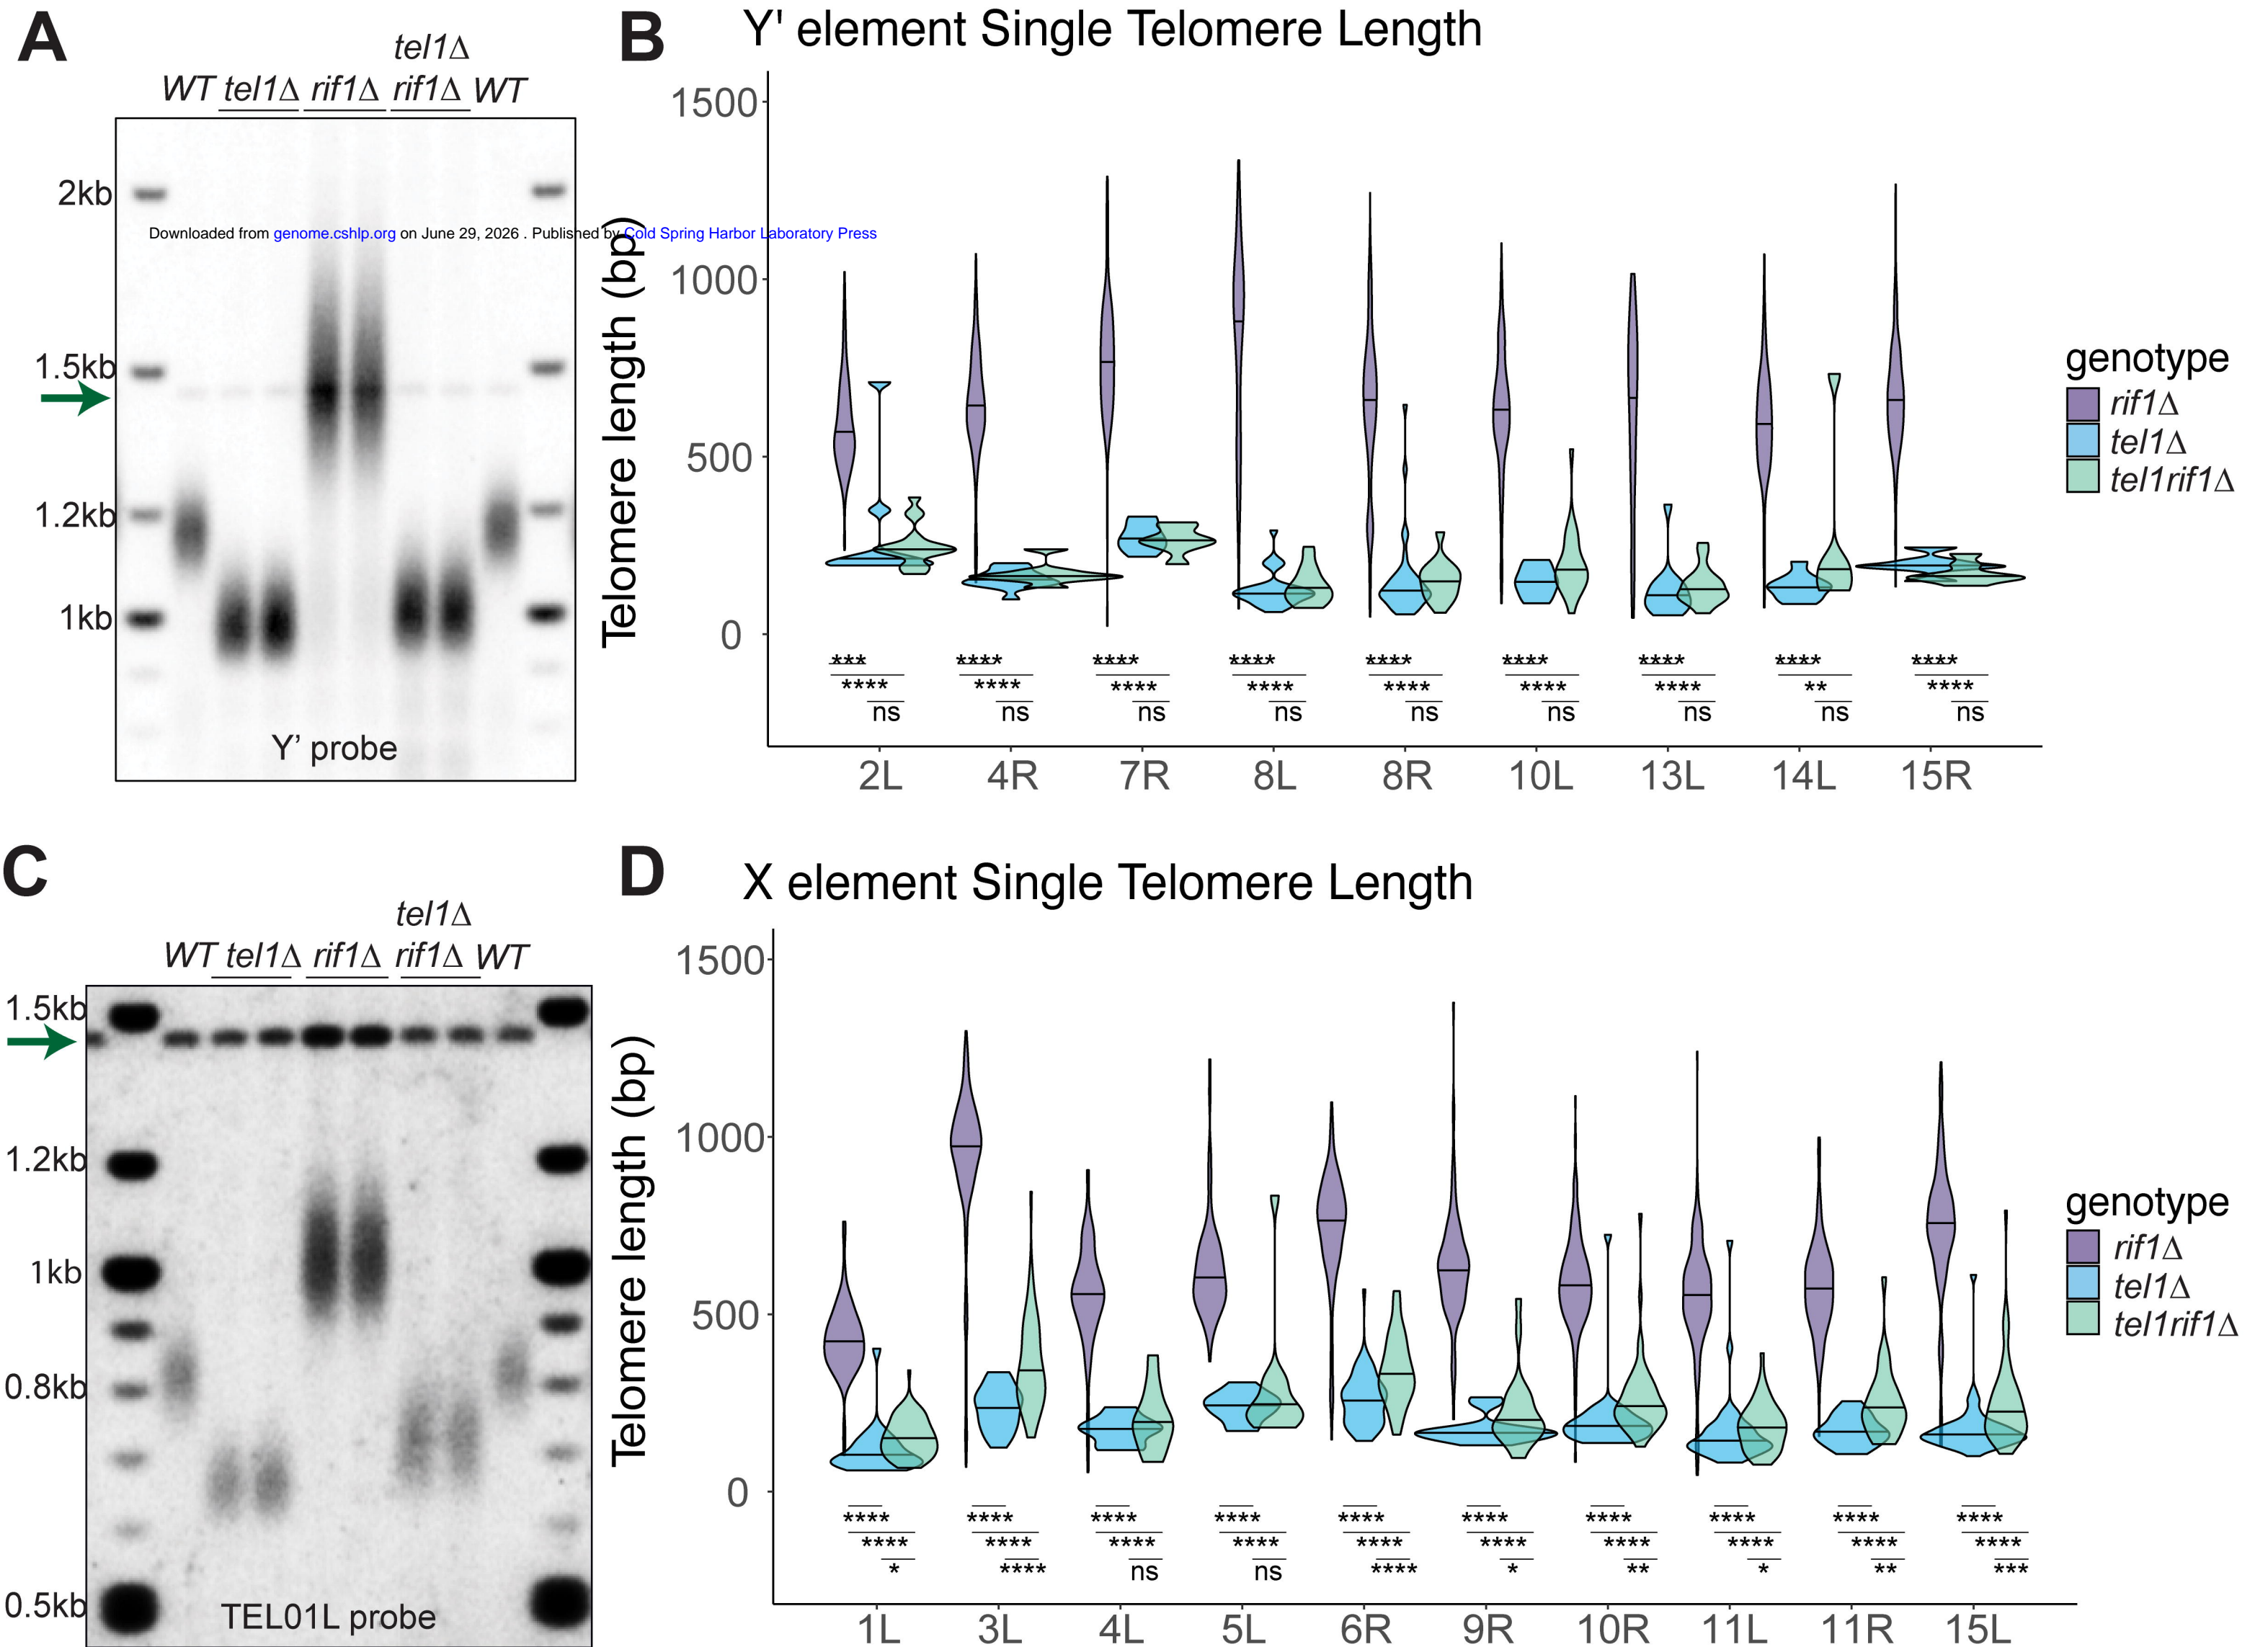 A
tel1Δ
WT tel1Δ rif1Δ rif1Δ WT
2kb
1.5kb
1.2kb
1kb
Y’ probe
Downloaded from genome.cshlp.org on June 29, 2026 . Published by Cold Spring Harbor Laboratory Press
B
Y' element Single Telomere Length
Telomere length (bp)
1500
1000
500
0
*** **** **** **** **** **** **** **** ****
**** **** **** **** **** **** **** ** ****
ns ns ns ns ns ns ns ns ns
2L 4R 7R 8L 8R 10L 13L 14L 15R
genotype
rif1Δ
tel1Δ
tel1rif1Δ
C
tel1Δ
WT tel1Δ rif1Δ rif1Δ WT
1.5kb
1.2kb
1kb
0.8kb
0.5kb
TEL01L probe
D
X element Single Telomere Length
Telomere length (bp)
1500
1000
500
0
**** **** **** **** **** **** **** **** **** ****
**** **** **** **** **** **** **** **** **** ****
* **** ns ns **** * ** * ** ***
1L 3L 4L 5L 6R 9R 10R 11L 11R 15L
genotype
rif1Δ
tel1Δ
tel1rif1Δ